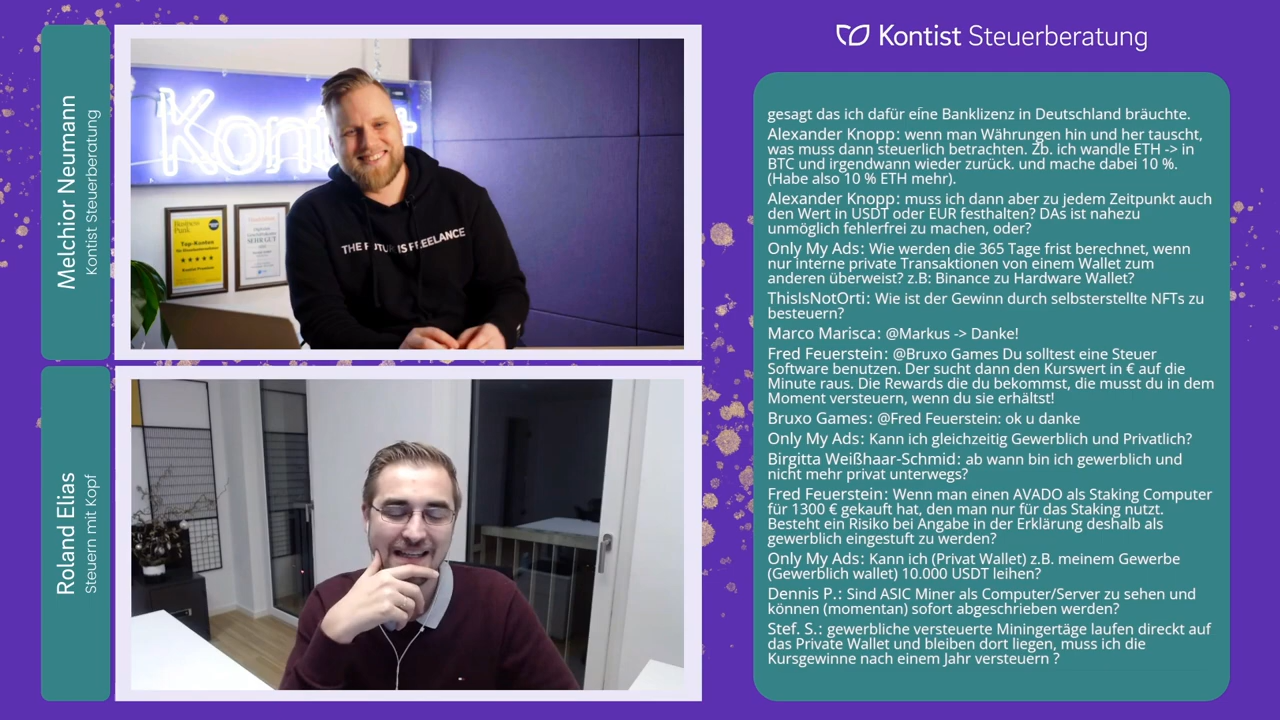 Kontist Steuerberatung
Melchior Neumann
Kontist Steuerberatung
Kontist
Business Punk
Top-Konten
★★★★★
Kontist Premium
SEHR GUT
THE FUTURE IS FREELANCE
Roland Elias
Steuern mit Kopf
gesagt das ich dafür eine Banklizenz in Deutschland bräuchte.
Alexander Knopp: wenn man Währungen hin und her tauscht,
was muss dann steuerlich betrachten. Zb. ich wandle ETH -> in
BTC und irgendwann wieder zurück. und mache dabei 10 %.
(Habe also 10 % ETH mehr).
Alexander Knopp: muss ich dann aber zu jedem Zeitpunkt auch
den Wert in USDT oder EUR festhalten? DAs ist nahezu
unmöglich fehlerfrei zu machen, oder?
Only My Ads: Wie werden die 365 Tage frist berechnet, wenn
nur interne private Transaktionen von einem Wallet zum
anderen überweist? z.B: Binance zu Hardware Wallet?
ThisIsNotOrti: Wie ist der Gewinn durch selbsterstellte NFTs zu
besteuern?
Marco Marisca: @Markus -> Danke!
Fred Feuerstein: @Bruxo Games Du solltest eine Steuer
Software benutzen. Der sucht dann den Kurswert in € auf die
Minute raus. Die Rewards die du bekommst, die musst du in dem
Moment versteuern, wenn du sie erhältst!
Bruxo Games: @Fred Feuerstein: ok u danke
Only My Ads: Kann ich gleichzeitig Gewerblich und Privatlich?
Birgitta Weißhaar-Schmid: ab wann bin ich gewerblich und
nicht mehr privat unterwegs?
Fred Feuerstein: Wenn man einen AVADO als Staking Computer
für 1300 € gekauft hat, den man nur für das Staking nutzt.
Besteht ein Risiko bei Angabe in der Erklärung deshalb als
gewerblich eingestuft zu werden?
Only My Ads: Kann ich (Privat Wallet) z.B. meinem Gewerbe
(Gewerblich wallet) 10.000 USDT leihen?
Dennis P.: Sind ASIC Miner als Computer/Server zu sehen und
können (momentan) sofort abgeschrieben werden?
Stef. S.: gewerbliche versteuerte Miningertäge laufen direkt auf
das Private Wallet und bleiben dort liegen, muss ich die
Kursgewinne nach einem Jahr versteuern ?